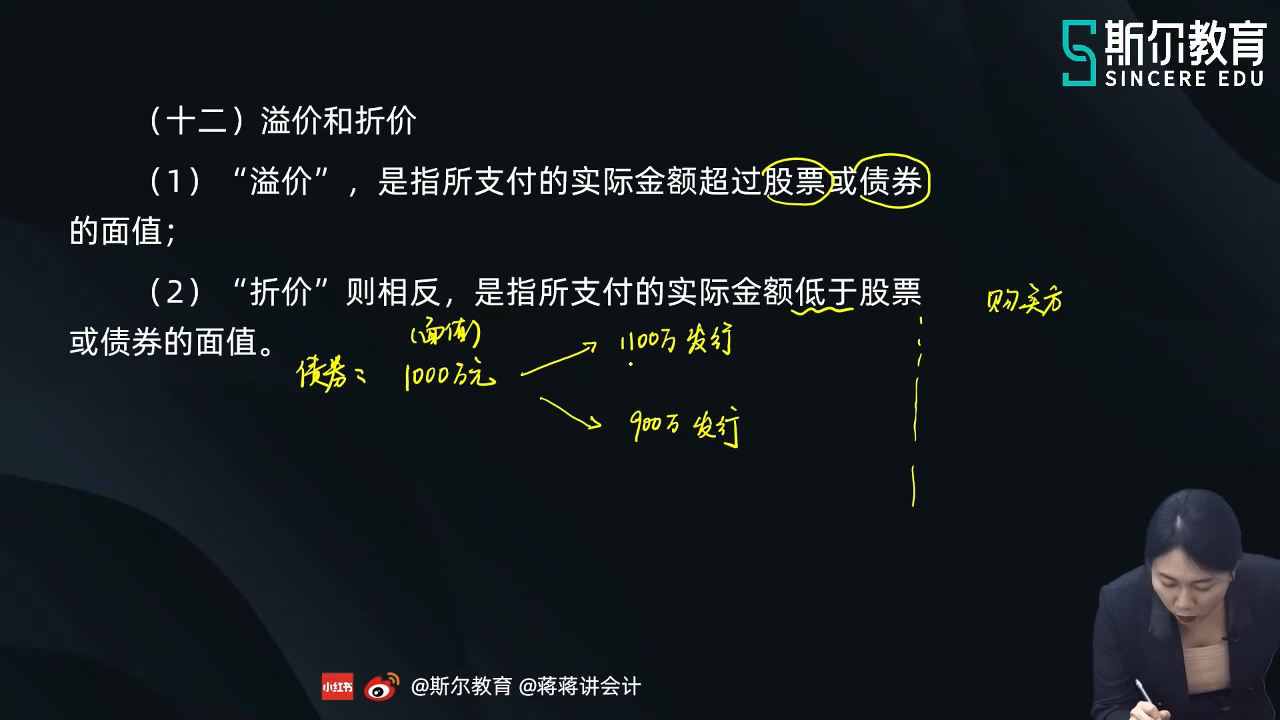 斯尔教育
SINCERE EDU
（十二）溢价和折价
（1）“溢价”，是指所支付的实际金额超过股票或债券
的面值；
（2）“折价”则相反，是指所支付的实际金额低于股票
或债券的面值。
购买方
(面值)
债券： 1000万元
1100万发行
900万发行
小红书 @斯尔教育 @蒋蒋讲会计